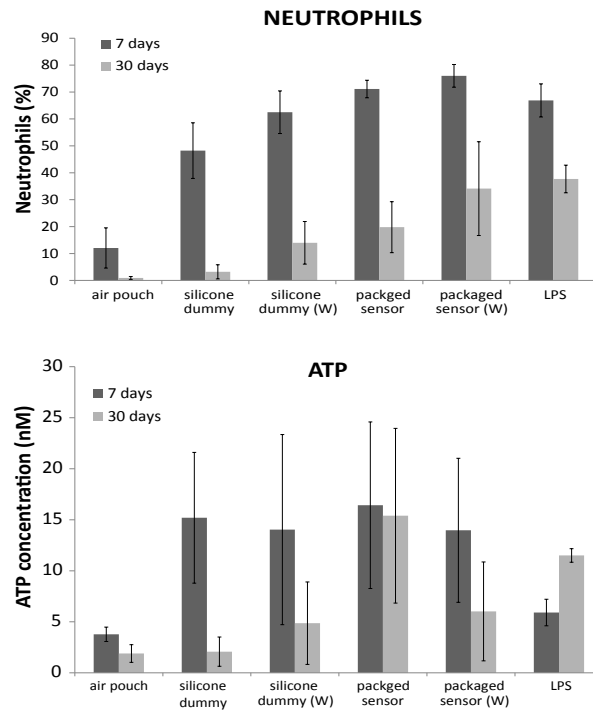 NEUTROPHILS
90
80
70
60
50
40
30
20
10
0
Neutrophils (%)
7 days
30 days
air pouch
silicone
dummy
silicone
dummy (W)
packged
sensor
packaged
sensor (W)
LPS
ATP
30
25
20
15
10
5
0
ATP concentration (nM)
7 days
30 days
air pouch
silicone
dummy
silicone
dummy (W)
packged
sensor
packaged
sensor (W)
LPS